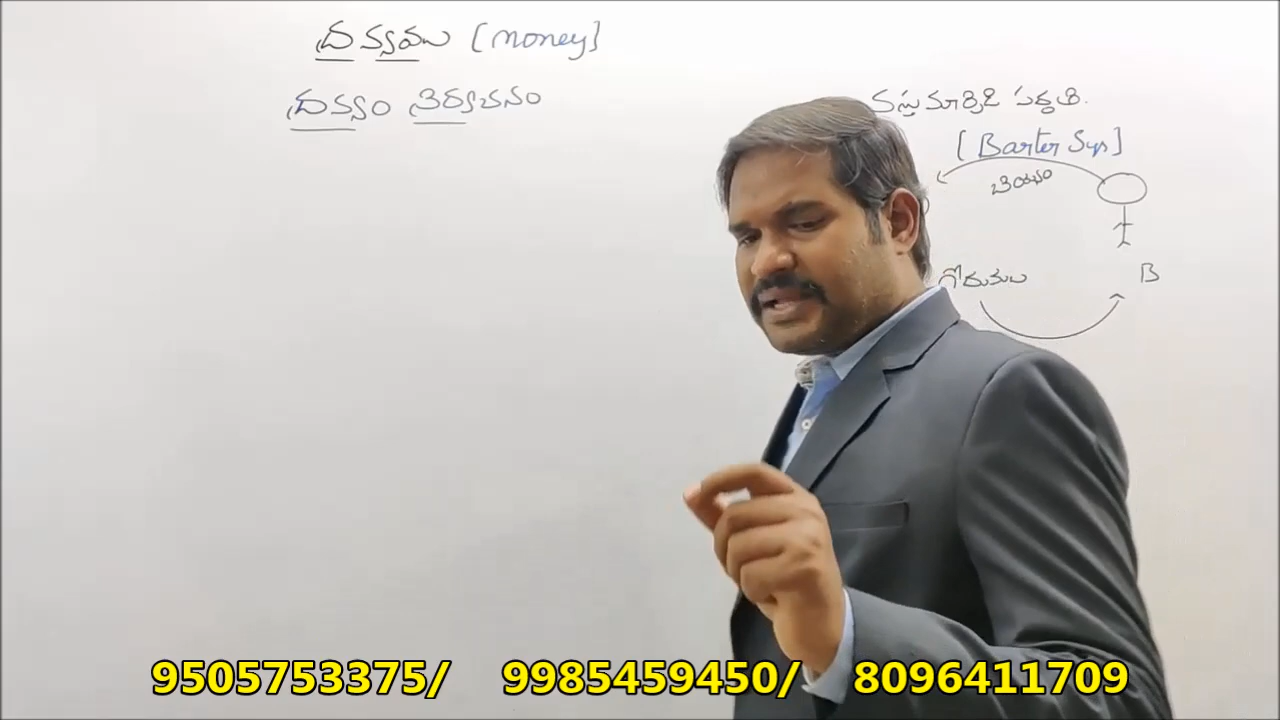 ద్రవ్యము [money]
ద్రవ్యం నిర్వచనం
వస్తుమార్పిడి పద్ధతి.
[Barter Sys]
బియ్యం
గోధుమలు
B
9505753375/ 9985459450/ 8096411709